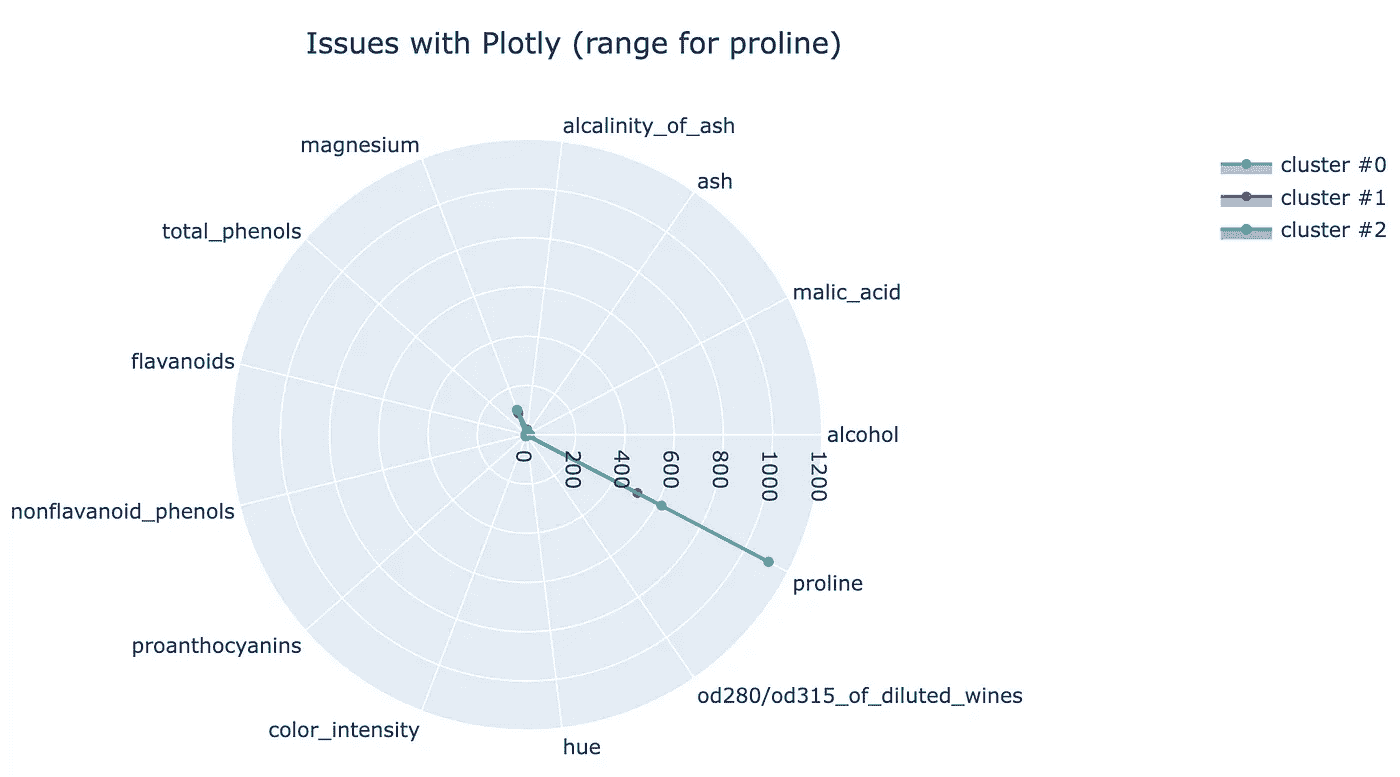 Issues with Plotly (range for proline)
alcalinity_of_ash
magnesium
ash
total_phenols
malic_acid
flavanoids
alcohol
0
200
400
600
800
1000
1200
nonflavanoid_phenols
proline
proanthocyanins
od280/od315_of_diluted_wines
color_intensity
hue
cluster #0
cluster #1
cluster #2